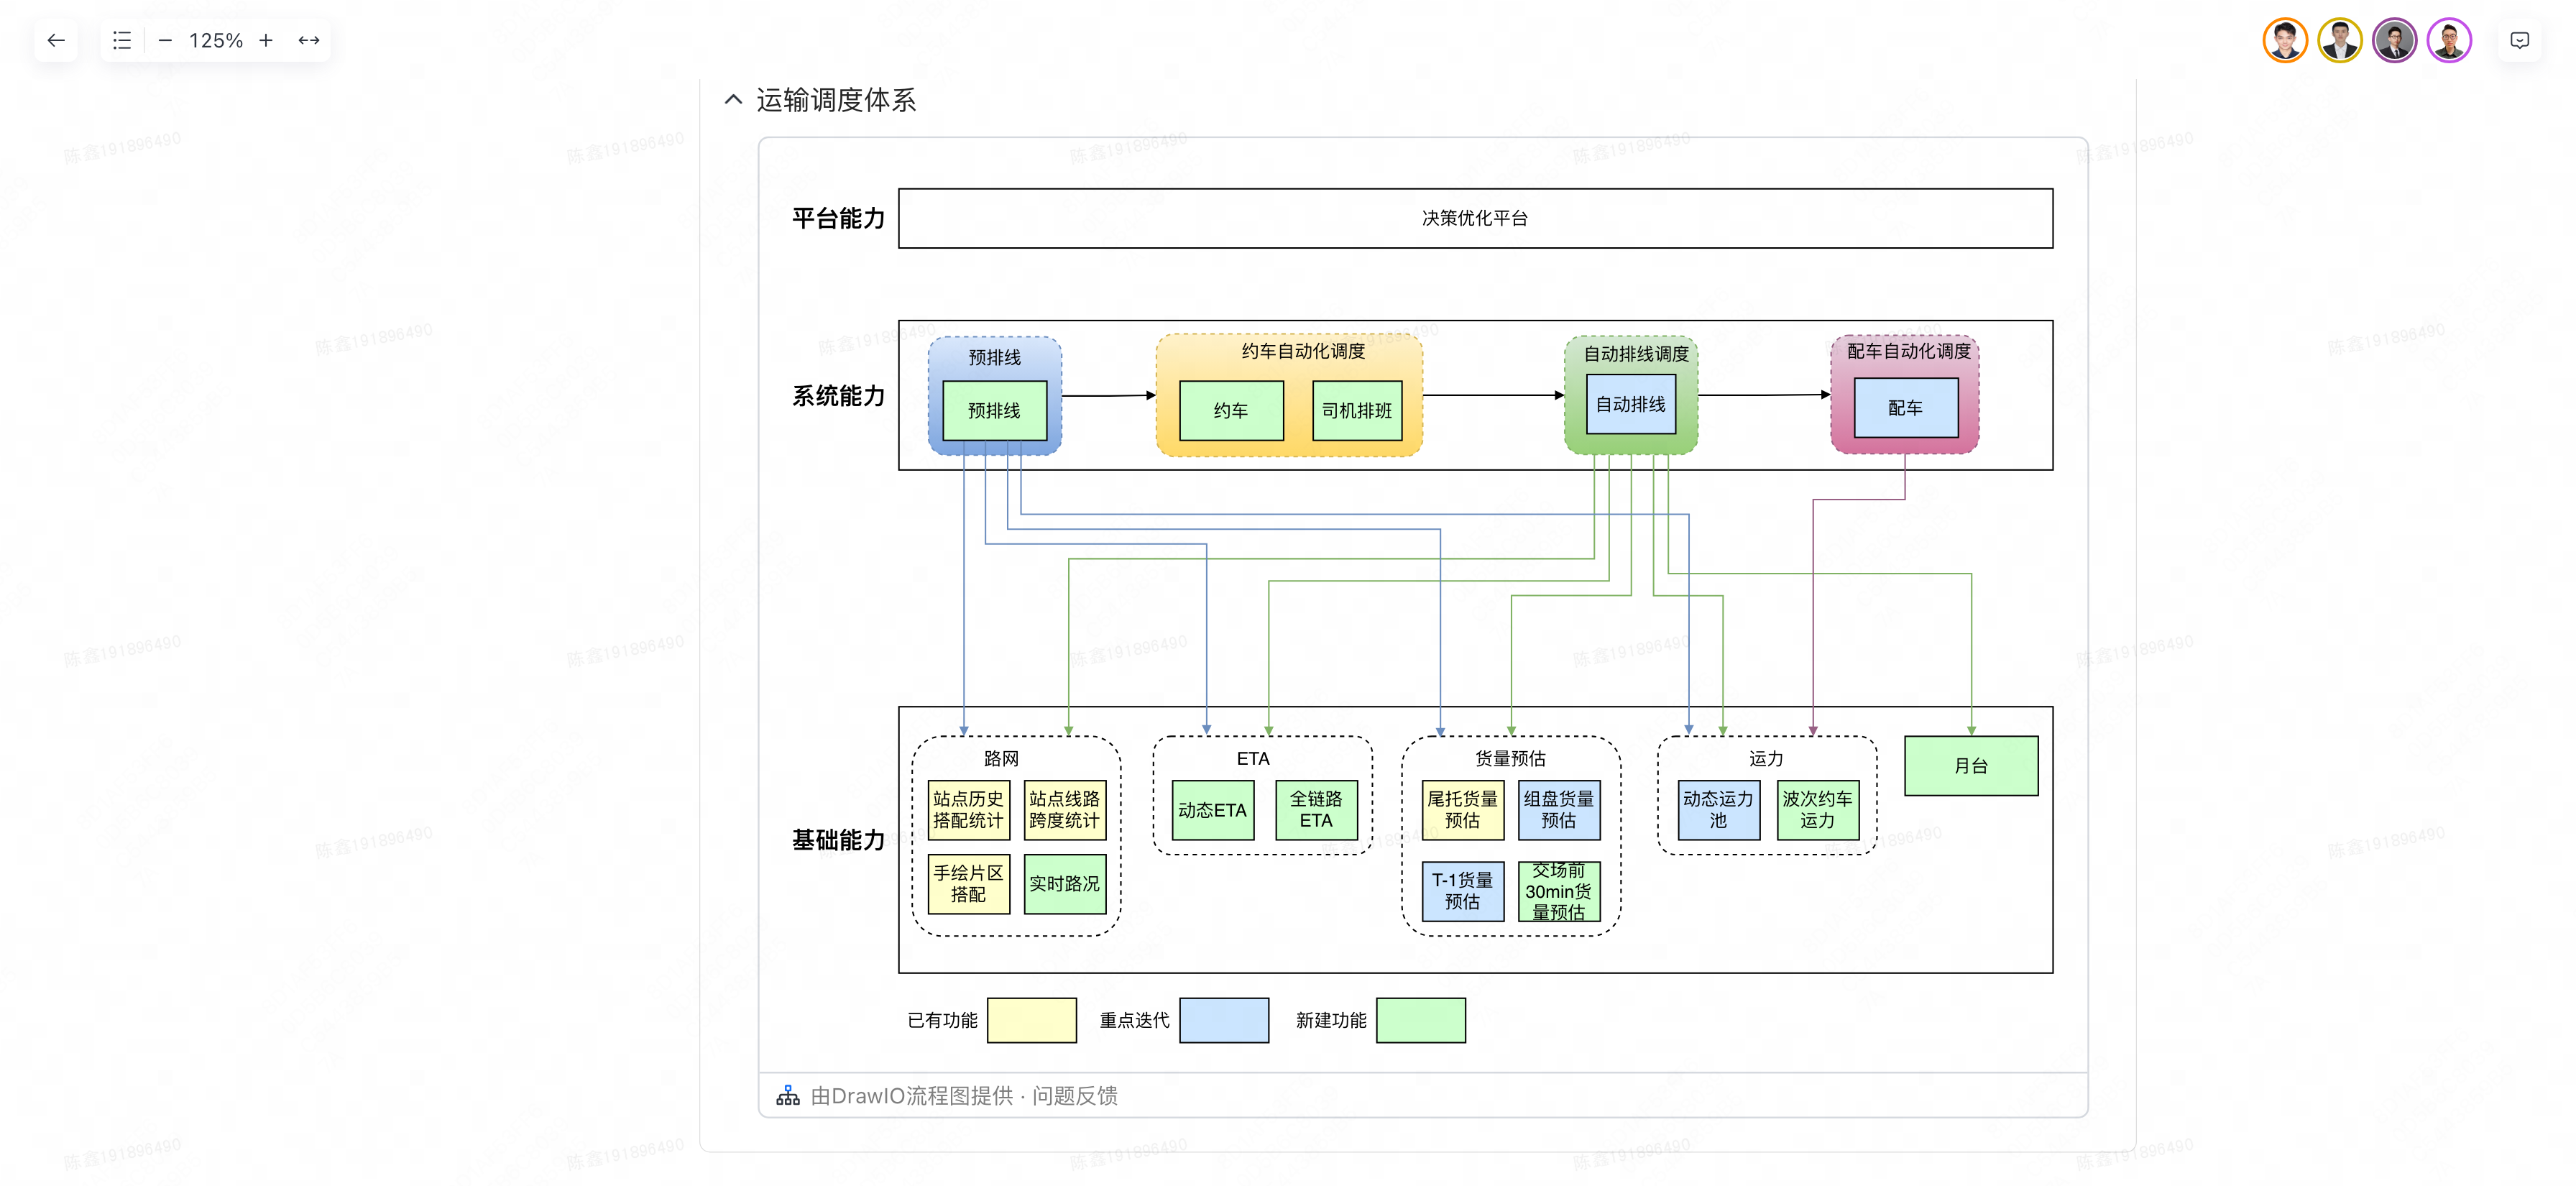 125%
运输调度体系
平台能力
决策优化平台
系统能力
预排线
预排线
约车自动化调度
约车
司机排班
自动排线调度
自动排线
配车自动化调度
配车
基础能力
路网
站点历史
搭配统计
站点线路
跨度统计
手绘片区
搭配
实时路况
ETA
动态ETA
全链路
ETA
货量预估
尾托货量
预估
组盘货量
预估
T-1货量
预估
交场前
30min货
量预估
运力
动态运力
池
波次约车
运力
月台
已有功能
重点迭代
新建功能
由DrawIO流程图提供 · 问题反馈
陈鑫191896490